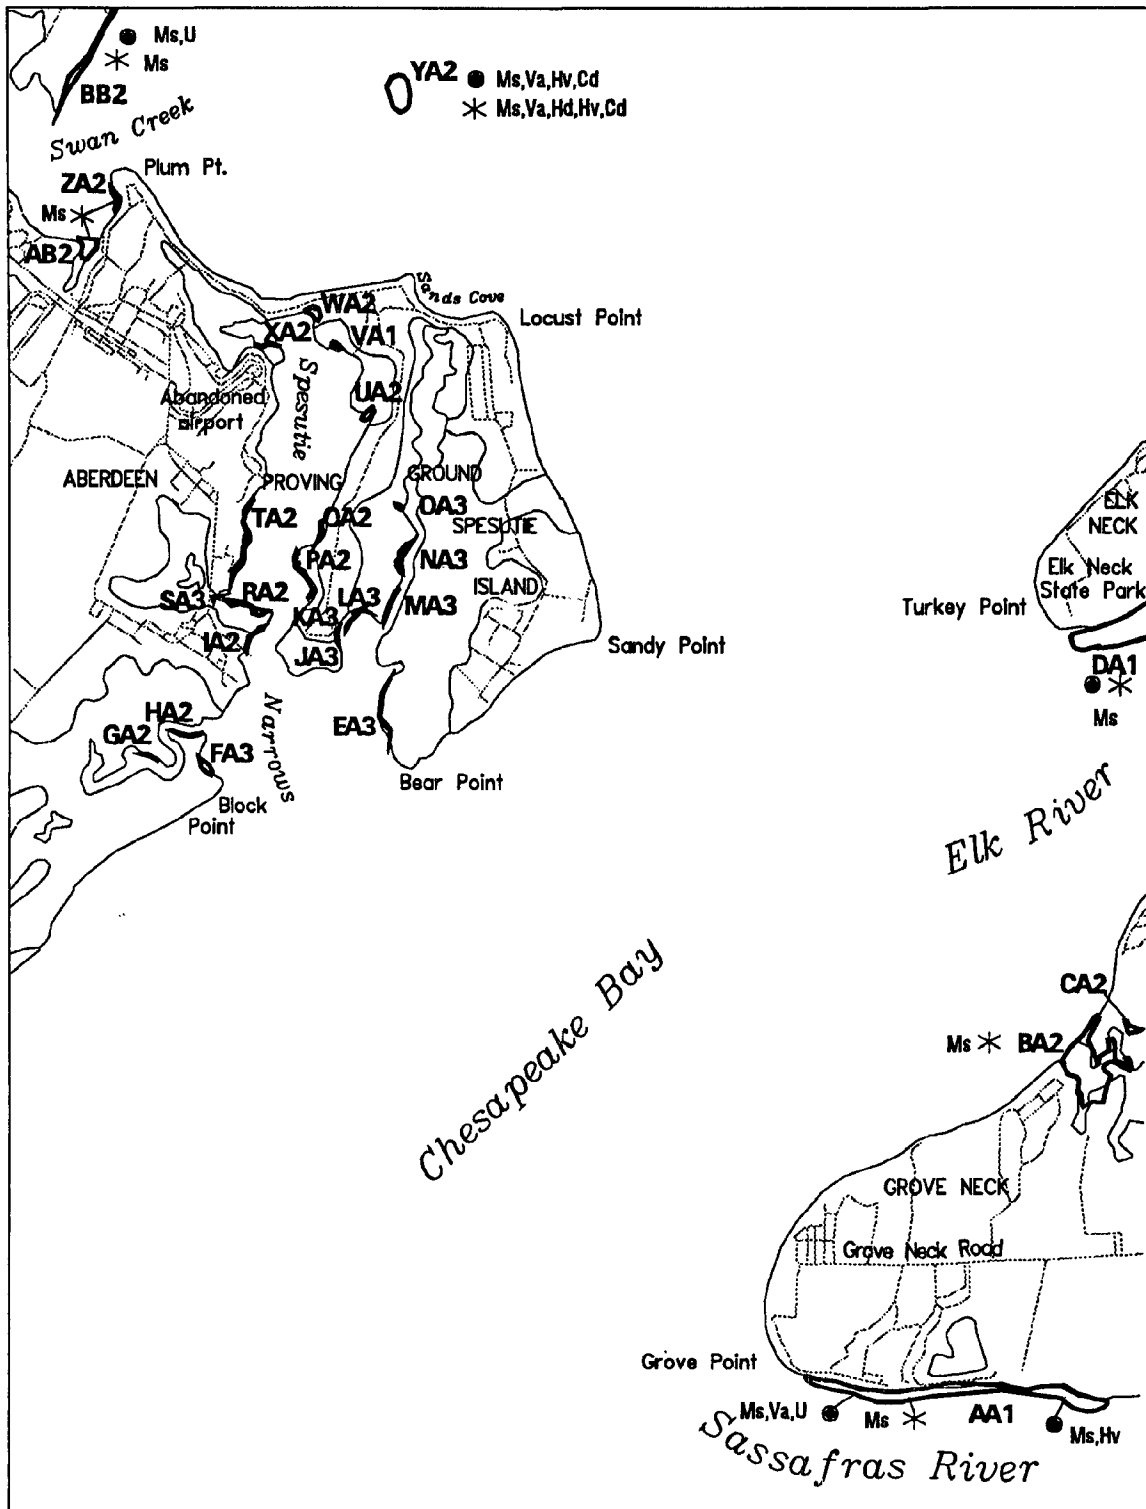 Ms,U
Ms
BB2
Swan Creek
YA2
Ms,Va,Hv,Cd
Ms,Va,Hd,Hv,Cd
Plum Pt.
ZA2
Ms
AB2
Sands Cove
WA2
Locust Point
XA2
VA1
Spesutie
UA2
Abandoned
airport
ABERDEEN
PROVING
GROUND
TA2
QA2
OA3
SPESUTIE
PA2
NA3
ISLAND
SA3
RA2
LA3
MA3
KA3
IA2
JA3
Sandy Point
ELK
NECK
Elk Neck
State Park
Turkey Point
DA1
Ms
HA2
GA2
FA3
Narrows
EA3
Bear Point
Block
Point
Elk River
Chesapeake Bay
CA2
Ms
BA2
GROVE NECK
Grove Neck Road
Grove Point
Ms,Va,U
Ms
AA1
Ms,Hv
Sassafras River